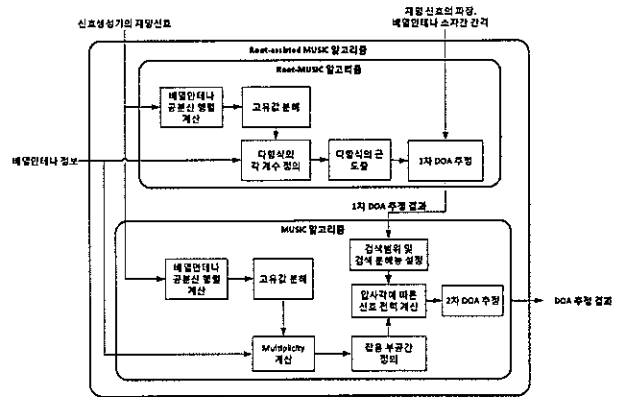 신호생성기의 재밍신호
재밍 신호의 파장,
배열안테나 소자간 간격
Root-assisted MUSIC 알고리즘
Root-MUSIC 알고리즘
배열안테나
공분산 행렬
계산
고유값 분해
배열안테나 정보
다항식의
각 계수 정의
다항식의 근
도출
1차 DOA 추정
1차 DOA 추정 결과
MUSIC 알고리즘
검색범위 및
검색 분해능 설정
배열안테나
공분산 행렬
계산
고유값 분해
입사각에 따른
신호 전력 계산
2차 DOA 추정
DOA 추정 결과
Multiplicity
계산
잡음 부공간
정의